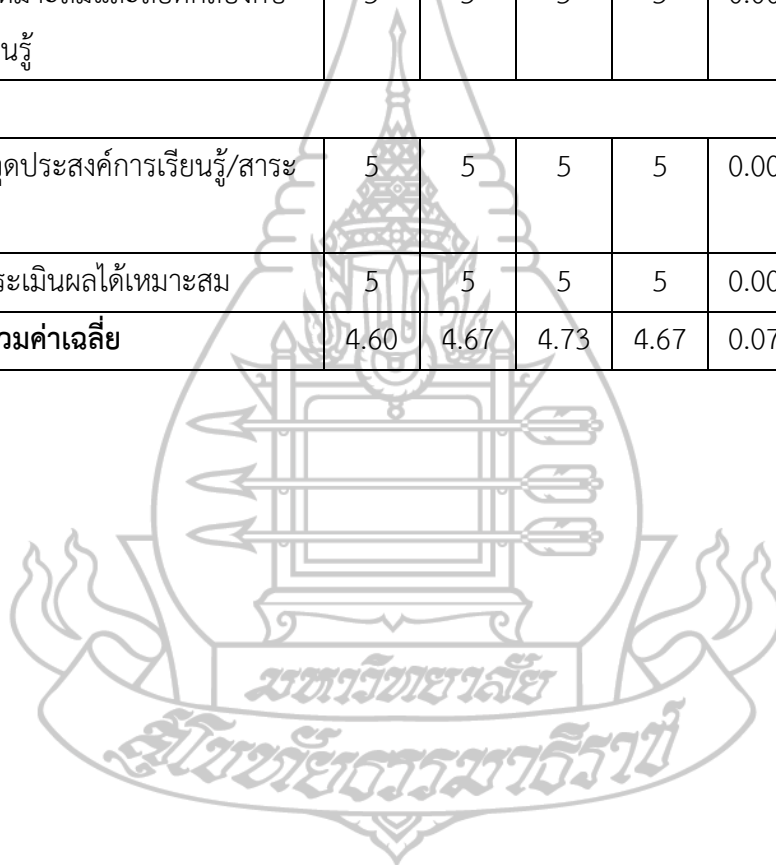 นรู้
ุดประสงค์การเรียนรู้/สาระ 5 5 5 5 0.00
ระเมินผลได้เหมาะสม 5 5 5 5 0.00
วมค่าเฉลี่ย 4.60 4.67 4.73 4.67 0.07
มหาวิทยาลัย
สุโขทัยธรรมาธิราช